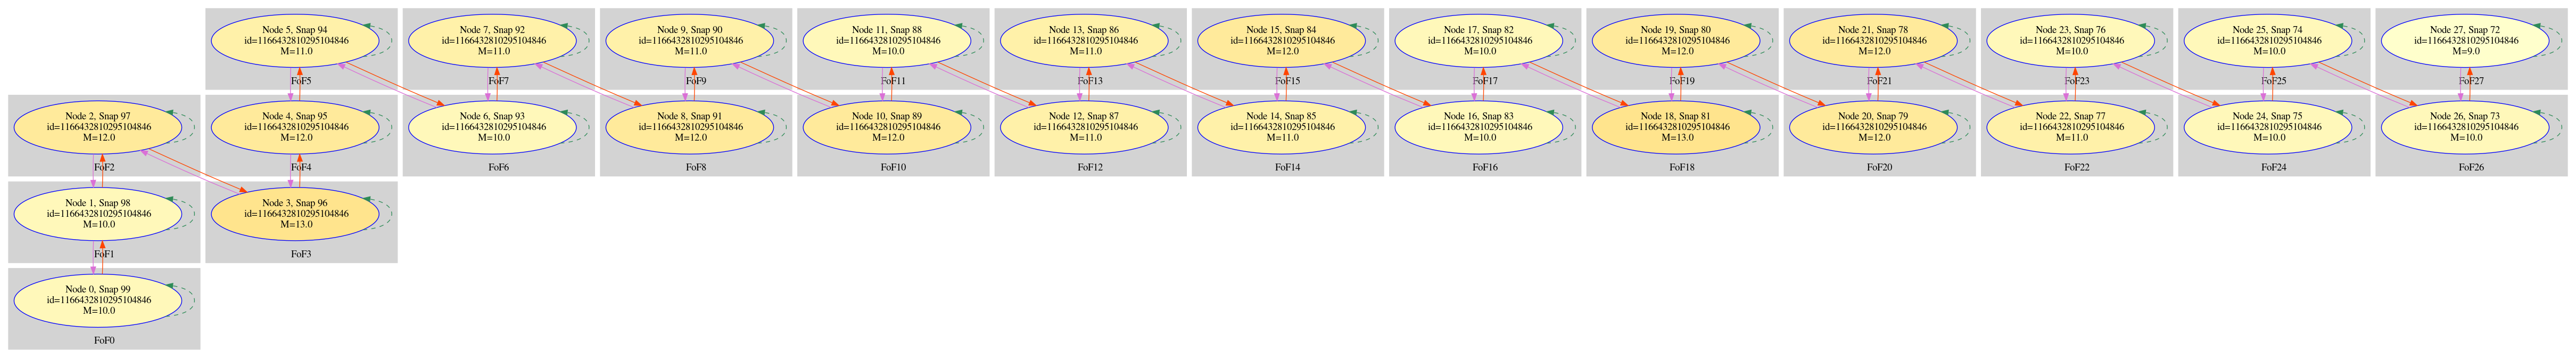 Node 5, Snap 94
id=1166432810295104846
M=11.0
FoF5
Node 7, Snap 92
id=1166432810295104846
M=11.0
FoF7
Node 9, Snap 90
id=1166432810295104846
M=11.0
FoF9
Node 11, Snap 88
id=1166432810295104846
M=10.0
FoF11
Node 13, Snap 86
id=1166432810295104846
M=11.0
FoF13
Node 15, Snap 84
id=1166432810295104846
M=12.0
FoF15
Node 17, Snap 82
id=1166432810295104846
M=10.0
FoF17
Node 19, Snap 80
id=1166432810295104846
M=12.0
FoF19
Node 21, Snap 78
id=1166432810295104846
M=12.0
FoF21
Node 23, Snap 76
id=1166432810295104846
M=10.0
FoF23
Node 25, Snap 74
id=1166432810295104846
M=10.0
FoF25
Node 27, Snap 72
id=1166432810295104846
M=9.0
FoF27
Node 2, Snap 97
id=1166432810295104846
M=12.0
FoF2
Node 4, Snap 95
id=1166432810295104846
M=12.0
FoF4
Node 6, Snap 93
id=1166432810295104846
M=10.0
FoF6
Node 8, Snap 91
id=1166432810295104846
M=12.0
FoF8
Node 10, Snap 89
id=1166432810295104846
M=12.0
FoF10
Node 12, Snap 87
id=1166432810295104846
M=11.0
FoF12
Node 14, Snap 85
id=1166432810295104846
M=11.0
FoF14
Node 16, Snap 83
id=1166432810295104846
M=10.0
FoF16
Node 18, Snap 81
id=1166432810295104846
M=13.0
FoF18
Node 20, Snap 79
id=1166432810295104846
M=12.0
FoF20
Node 22, Snap 77
id=1166432810295104846
M=11.0
FoF22
Node 24, Snap 75
id=1166432810295104846
M=10.0
FoF24
Node 26, Snap 73
id=1166432810295104846
M=10.0
FoF26
Node 1, Snap 98
id=1166432810295104846
M=10.0
FoF1
Node 3, Snap 96
id=1166432810295104846
M=13.0
FoF3
Node 0, Snap 99
id=1166432810295104846
M=10.0
FoF0